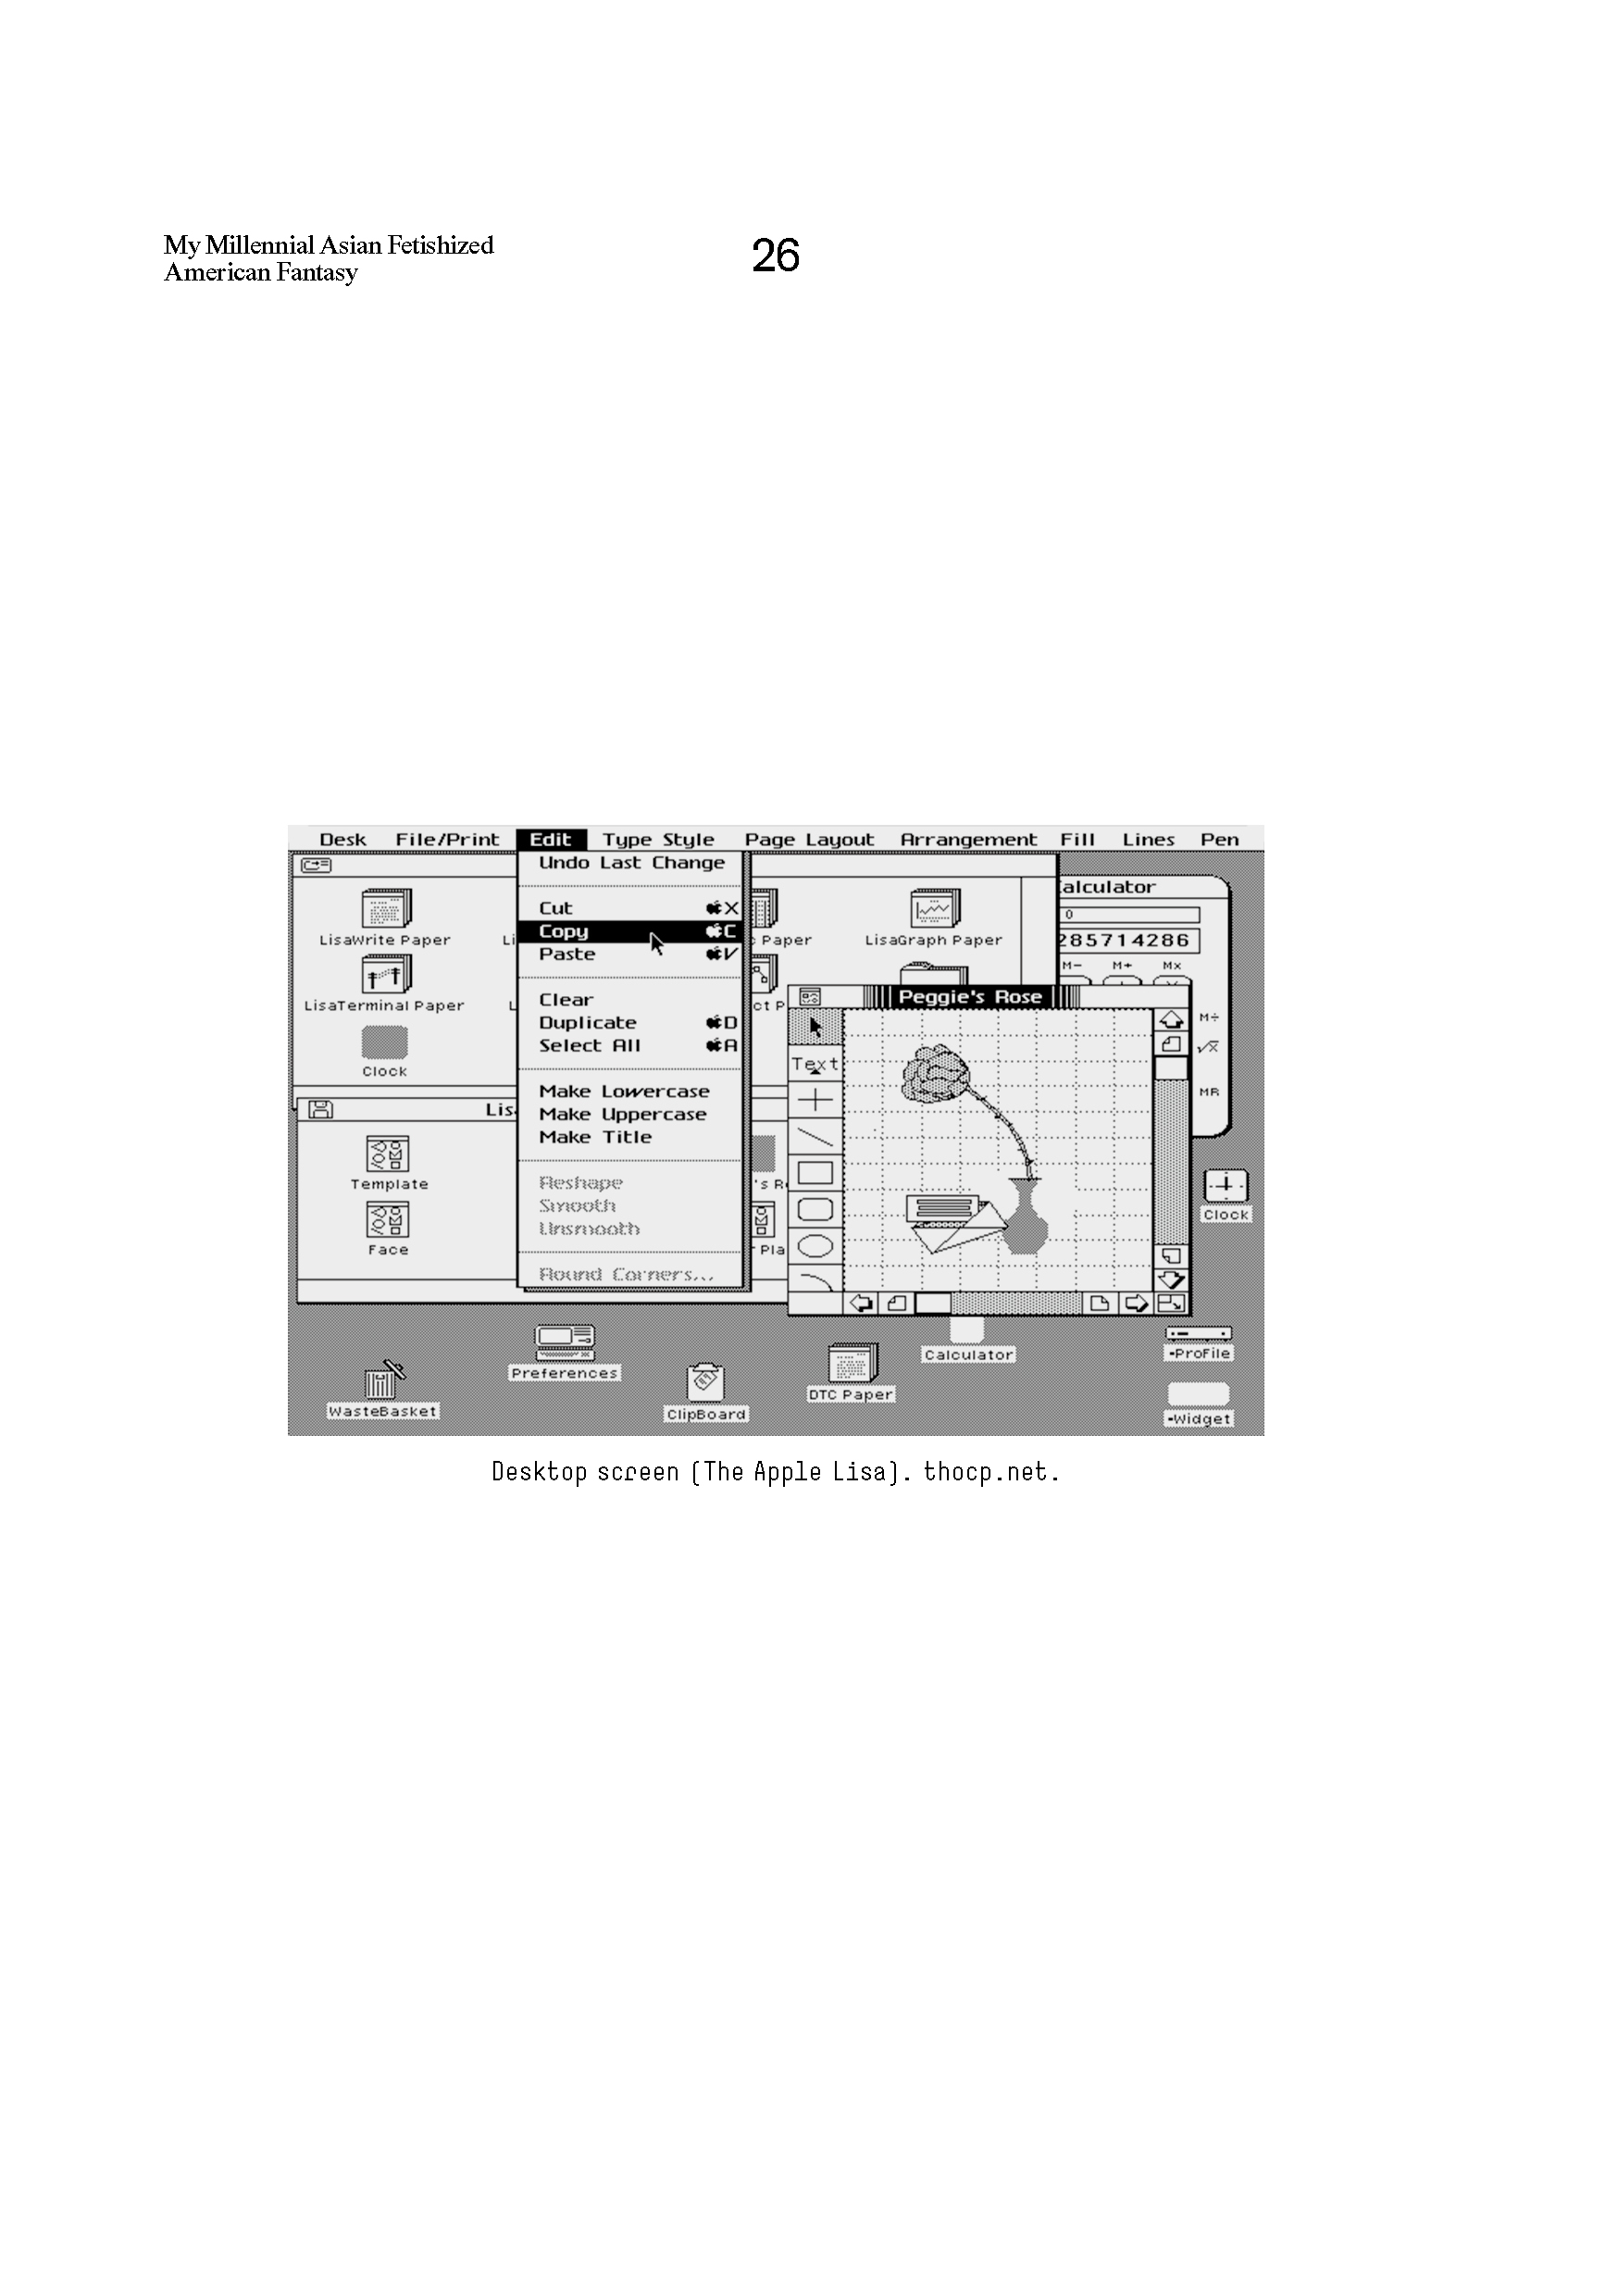 My Millennial Asian Fetishized
American Fantasy
26
Desk File/Print Edit Type Style Page Layout Arrangement Fill Lines Pen
Undo Last Change
Cut X
Copy C
Paste V
Clear
Duplicate D
Select All A
Make Lowercase
Make Uppercase
Make Title
Reshape
Smooth
Unsmooth
Round Corners...
LisaWrite Paper
Paper
LisaGraph Paper
LisaTerminal Paper
Clock
Template
Face
alculator
0
285714286
M- M+ Mx
M÷
√x
MR
Peggie's Rose
Text
Clock
Preferences
WasteBasket
ClipBoard
DTC Paper
Calculator
-ProFile
-Widget
Desktop screen (The Apple Lisa). thocp.net.